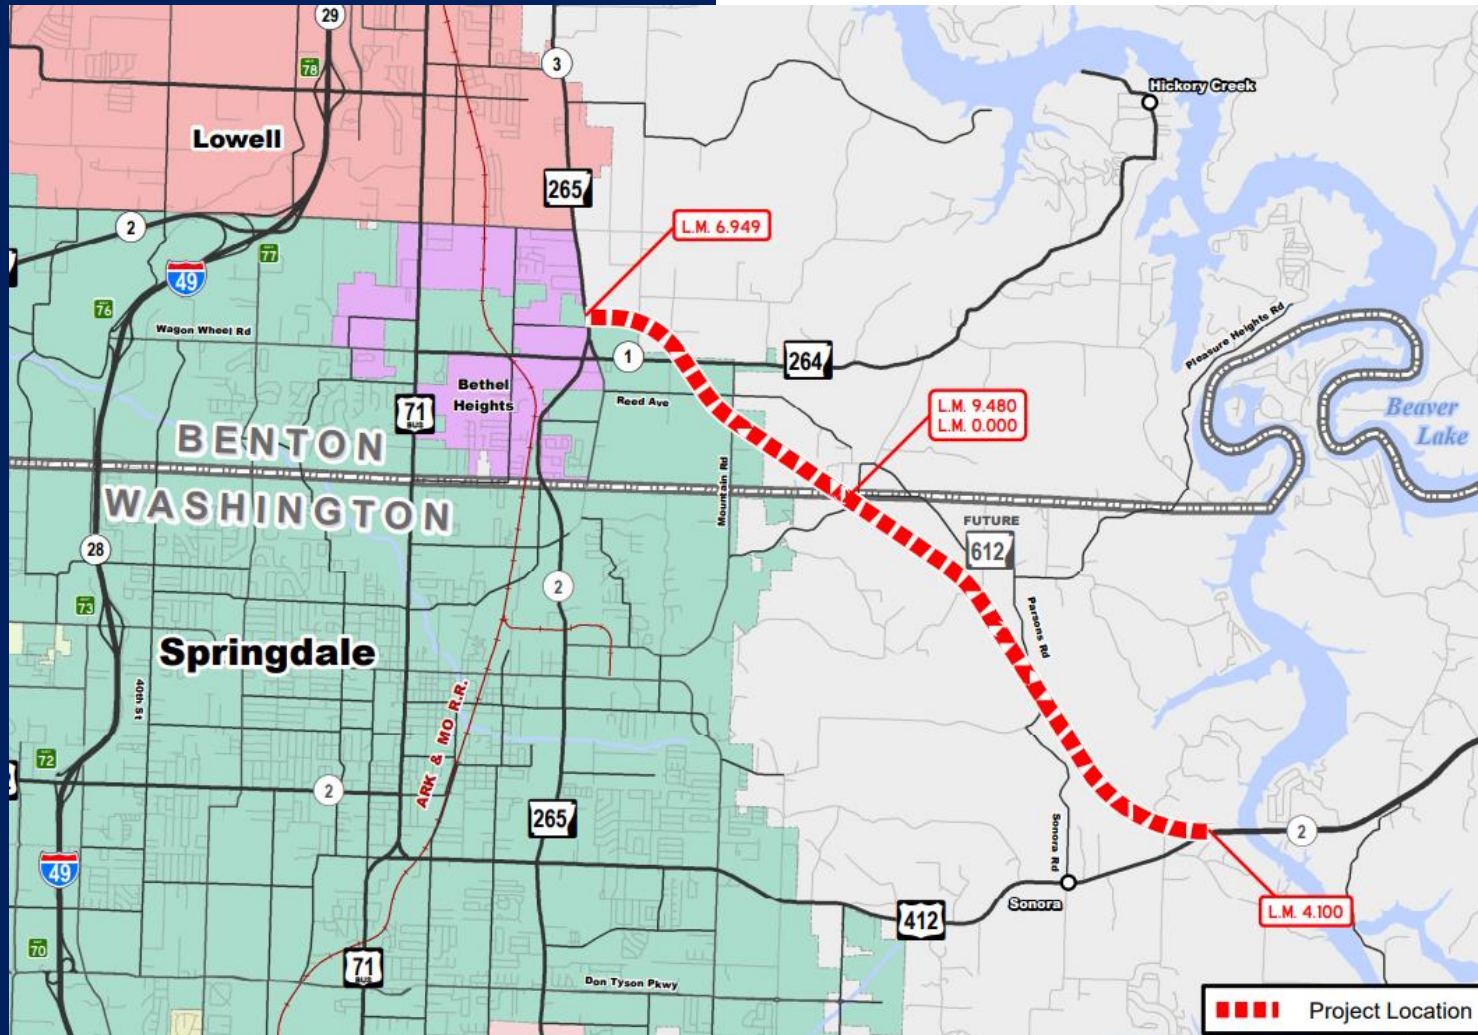 29
78
3
Hickory Creek
Lowell
265
L.M. 6.949
2
77
49
76
Wagon Wheel Rd
Pleasure Heights Rd
1
264
Bethel
Heights
71
BUS
Reed Ave
L.M. 9.480
L.M. 0.000
Beaver
Lake
BENTON
Mountain Rd
WASHINGTON
FUTURE
612
28
2
73
Parsons Rd
Springdale
40th St
ARK & MO R.R.
72
2
265
2
Sonora Rd
49
Sonora
L.M. 4.100
412
70
71
BUS
Don Tyson Pkwy
Project Location